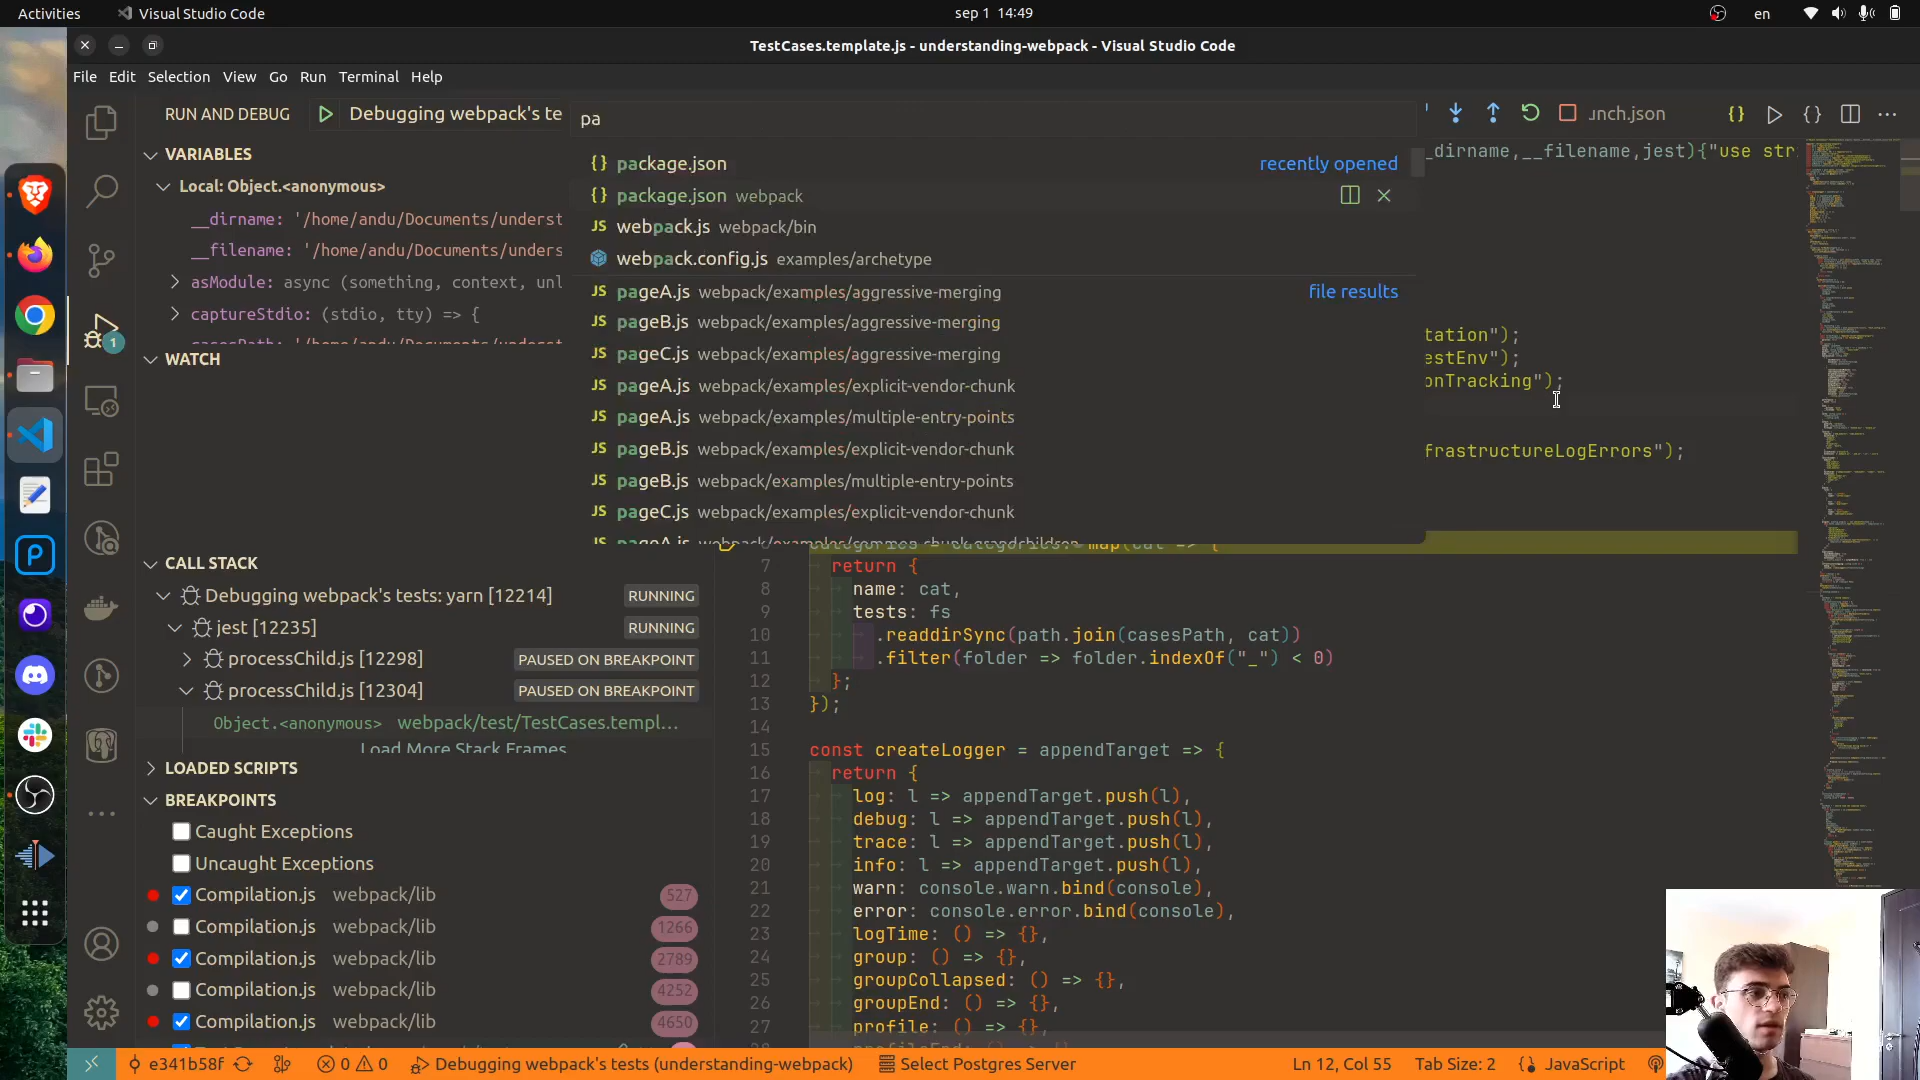 Activities
Visual Studio Code
sep 1 14:49
en
TestCases.template.js - understanding-webpack - Visual Studio Code
File Edit Selection View Go Run Terminal Help
RUN AND DEBUG
Debugging webpack's te
pa
unch.json
VARIABLES
Local: Object.<anonymous>
__dirname: '/home/andu/Documents/underst
__filename: '/home/andu/Documents/unders
asModule: async (something, context, unl
captureStdio: (stdio, tty) => {
WATCH
package.json
recently opened
package.json webpack
webpack.js webpack/bin
webpack.config.js examples/archetype
pageA.js webpack/examples/aggressive-merging
file results
pageB.js webpack/examples/aggressive-merging
pageC.js webpack/examples/aggressive-merging
pageA.js webpack/examples/explicit-vendor-chunk
pageA.js webpack/examples/multiple-entry-points
pageB.js webpack/examples/explicit-vendor-chunk
pageB.js webpack/examples/multiple-entry-points
pageC.js webpack/examples/explicit-vendor-chunk
_dirname,__filename,jest){"use str
tation");
estEnv");
onTracking");
frastructureLogErrors");
CALL STACK
Debugging webpack's tests: yarn [12214] RUNNING
jest [12235] RUNNING
processChild.js [12298] PAUSED ON BREAKPOINT
processChild.js [12304] PAUSED ON BREAKPOINT
Object.<anonymous> webpack/test/TestCases.templ...
Load More Stack Frames
LOADED SCRIPTS
BREAKPOINTS
Caught Exceptions
Uncaught Exceptions
Compilation.js webpack/lib 527
Compilation.js webpack/lib 1266
Compilation.js webpack/lib 2789
Compilation.js webpack/lib 4252
Compilation.js webpack/lib 4650
7 return {
8 name: cat,
9 tests: fs
10 .readdirSync(path.join(casesPath, cat))
11 .filter(folder => folder.indexOf("_") < 0)
12 };
13 });
14
15 const createLogger = appendTarget => {
16 return {
17 log: l => appendTarget.push(l),
18 debug: l => appendTarget.push(l),
19 trace: l => appendTarget.push(l),
20 info: l => appendTarget.push(l),
21 warn: console.warn.bind(console),
22 error: console.error.bind(console),
23 logTime: () => {},
24 group: () => {},
25 groupCollapsed: () => {},
26 groupEnd: () => {},
27 profile: () => {},
e341b58f
0 0
Debugging webpack's tests (understanding-webpack)
Select Postgres Server
Ln 12, Col 55
Tab Size: 2
JavaScript